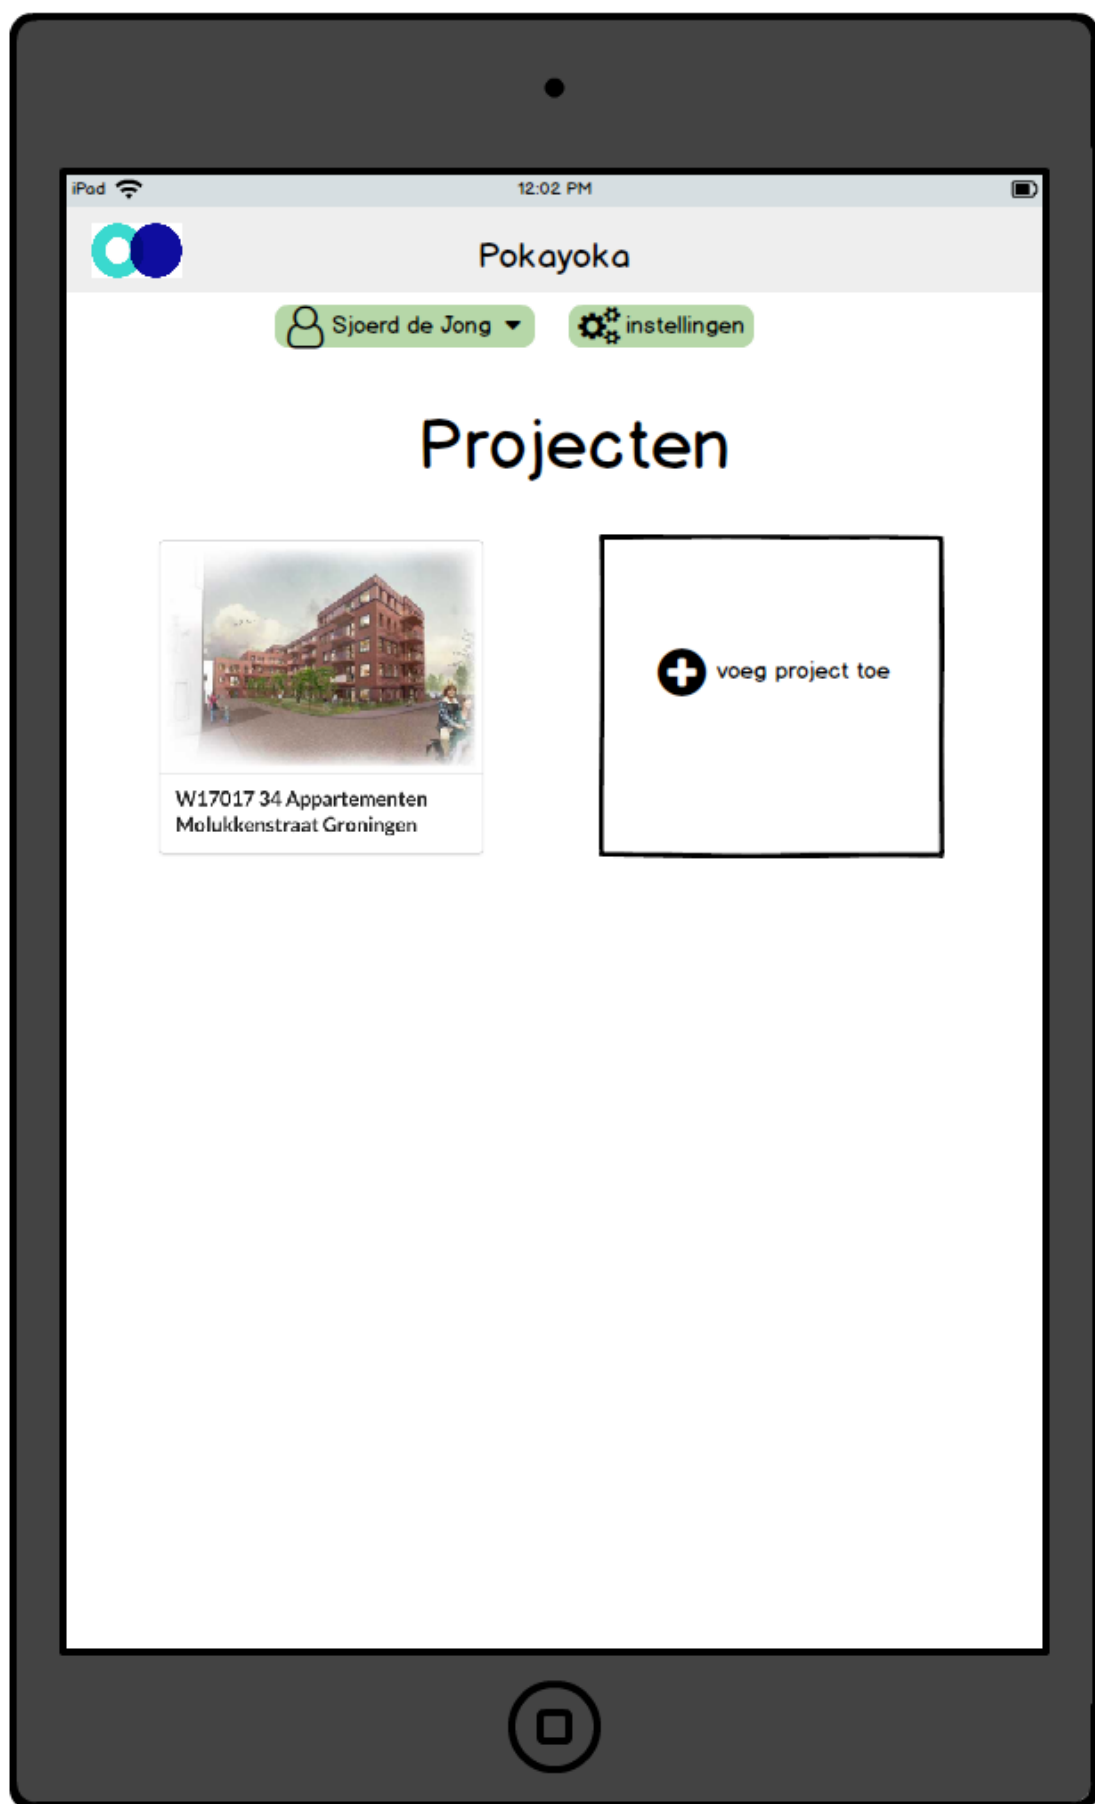 iPad 12:02 PM
Pokayoka
Sjoerd de Jong instellingen
Projecten
voeg project toe
W17017 34 Appartementen
Molukkenstraat Groningen